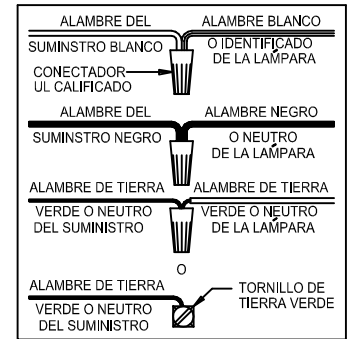 ALAMBRE DEL ALAMBRE BLANCO
SUMINSTRO BLANCO O IDENTIFICADO
DE LA LAMPARA
CONECTADOR
UL CALIFICADO
ALAMBRE DEL ALAMBRE NEGRO
SUMINSTRO NEGRO O NEUTRO
DE LA LÁMPARA
ALAMBRE DE TIERRA ALAMBRE DE TIERRA
VERDE O NEUTRO VERDE O NEUTRO
DEL SUMINISTRO DE LA LÁMPARA
O
ALAMBRE DE TIERRA TORNILLO DE
TIERRA VERDE
VERDE O NEUTRO
DEL SUMINISTRO